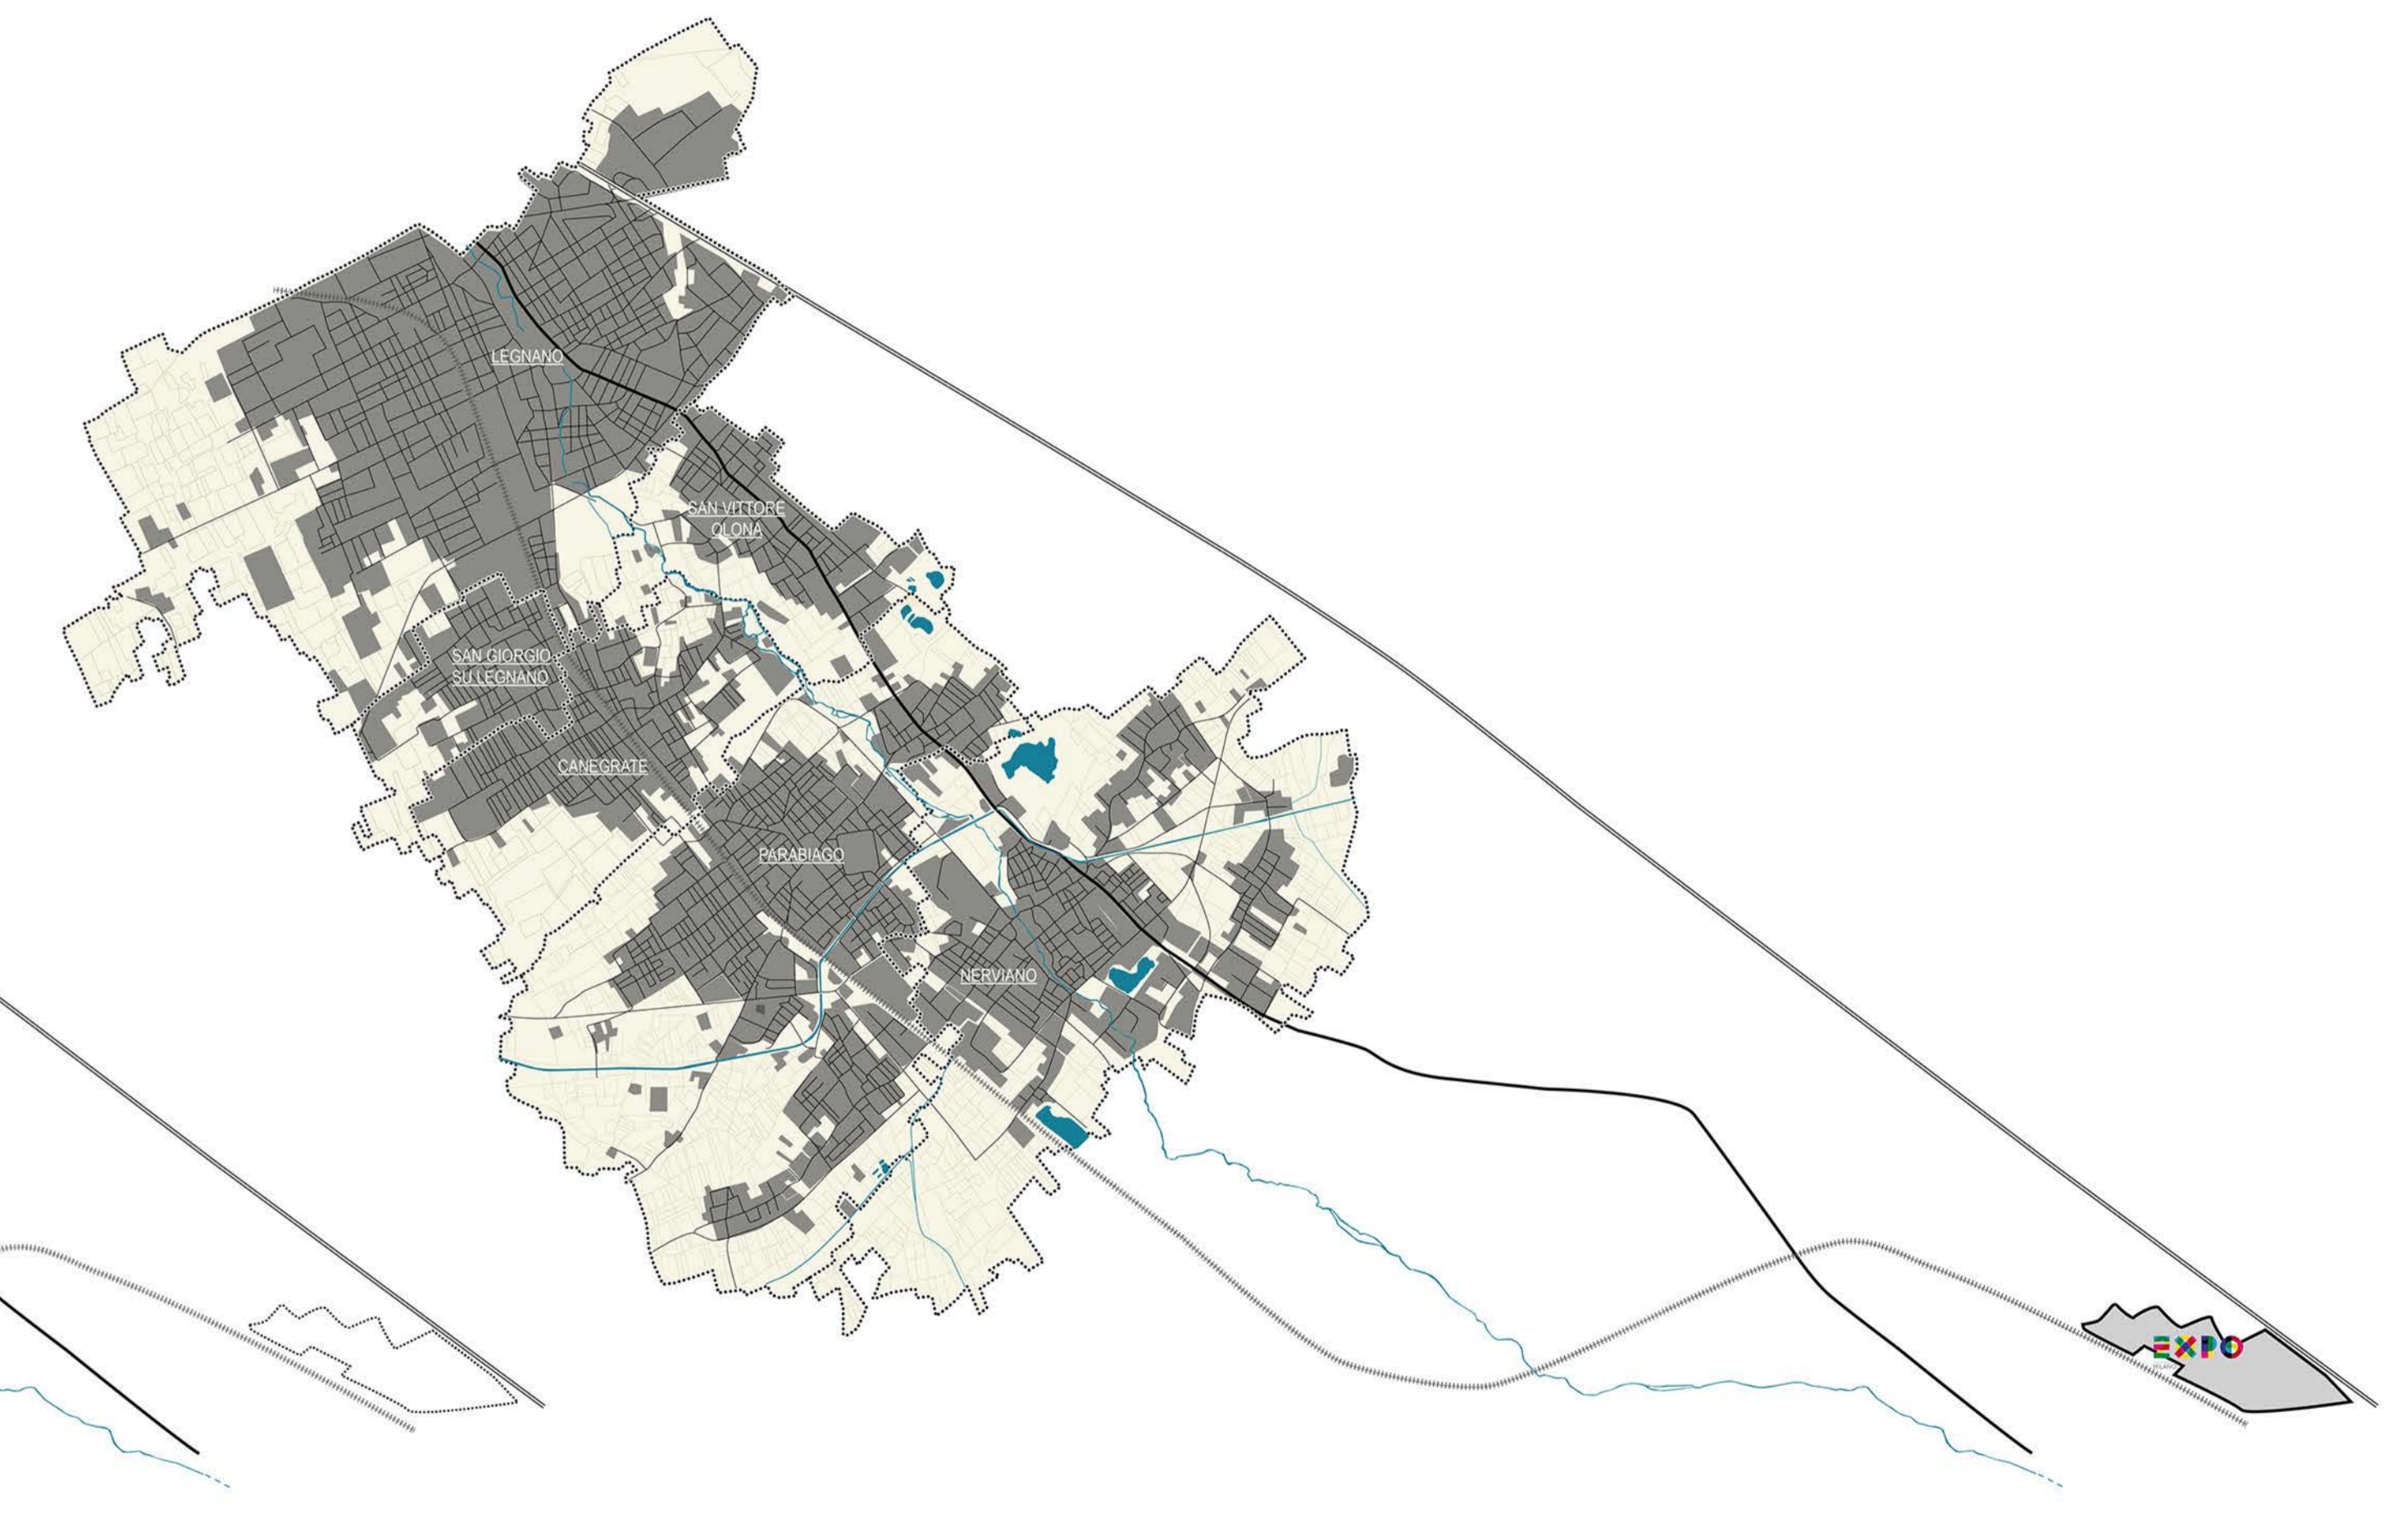 LEGNANO
SAN VITTORE
OLONA
SAN GIORGIO
SU LEGNANO
CANEGRATE
PARABIAGO
NERVIANO
EXPO